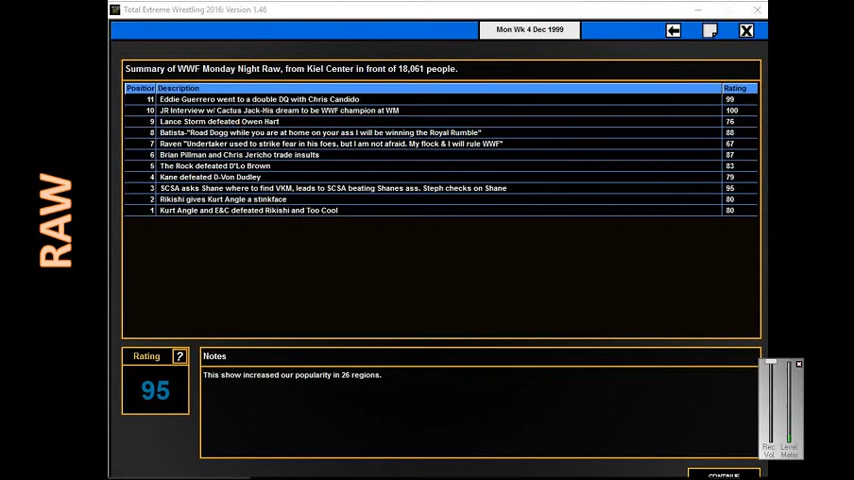 Total Extreme Wrestling 2016: Version 1.46
Mon Wk 4 Dec 1999
Summary of WWF Monday Night Raw, from Kiel Center in front of 18,061 people.
Position Description Rating
11 Eddie Guerrero went to a double DQ with Chris Candido 99
10 JR Interview w/ Cactus Jack-His dream to be WWF champion at WM 100
9 Lance Storm defeated Owen Hart 76
8 Batista-"Road Dogg while you are at home on your ass I will be winning the Royal Rumble" 88
7 Raven "Undertaker used to strike fear in his foes, but I am not afraid. My flock & I will rule WWF" 67
6 Brian Pillman and Chris Jericho trade insults 87
5 The Rock defeated D'Lo Brown 83
4 Kane defeated D-Von Dudley 79
3 SCSA asks Shane where to find VKM, leads to SCSA beating Shanes ass. Steph checks on Shane 95
2 Rikishi gives Kurt Angle a stinkface 80
1 Kurt Angle and E&C defeated Rikishi and Too Cool 80
RAW
Rating ?
95
Notes
This show increased our popularity in 26 regions.
Rec. Vol
Level Meter
CONTINUE